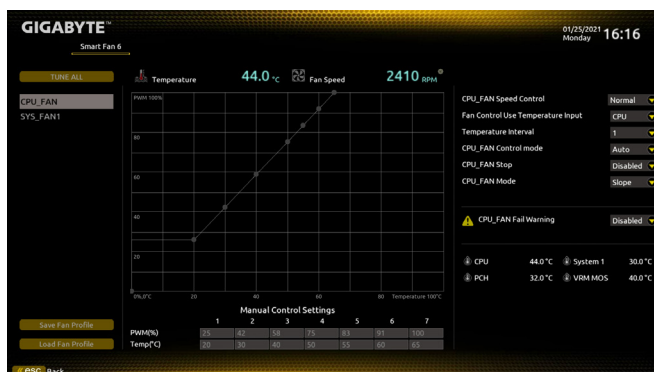 GIGABYTE™
Smart Fan 6
01/25/2021
Monday
16:16
TUNE ALL
Temperature 44.0 °C Fan Speed 2410 RPM
CPU_FAN
SYS_FAN1
PWM 100%
80
60
40
20
0%,0°C 20 40 60 80 Temperature 100°C
CPU_FAN Speed Control Normal
Fan Control Use Temperature Input CPU
Temperature Interval 1
CPU_FAN Control mode Auto
CPU_FAN Stop Disabled
CPU_FAN Mode Slope
CPU_FAN Fail Warning Disabled
CPU 44.0°C System 1 30.0°C
PCH 32.0°C VRM MOS 40.0°C
Manual Control Settings
1 2 3 4 5 6 7
PWM(%) 25 42 58 75 83 91 100
Temp(°C) 20 30 40 50 55 60 65
Save Fan Profile
Load Fan Profile
esc Back